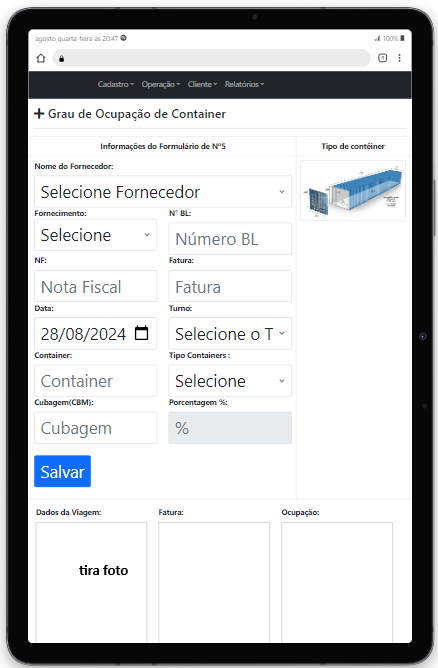 agosto quarta-feira às 20:47
100%
1
Cadastro Operação Cliente Relatórios
Grau de Ocupação de Container
Informações do Formulário de Nº5 Tipo de contêiner
Nome do Fornecedor:
Selecione Fornecedor
Fornecimento: N° BL:
Selecione Número BL
NF: Fatura:
Nota Fiscal Fatura
Data: Turno:
28/08/2024 Selecione o T
Container: Tipo Containers :
Container Selecione
Cubagem(CBM): Porcentagem %:
Cubagem %
Salvar
Dados da Viagem: Fatura: Ocupação:
tira foto